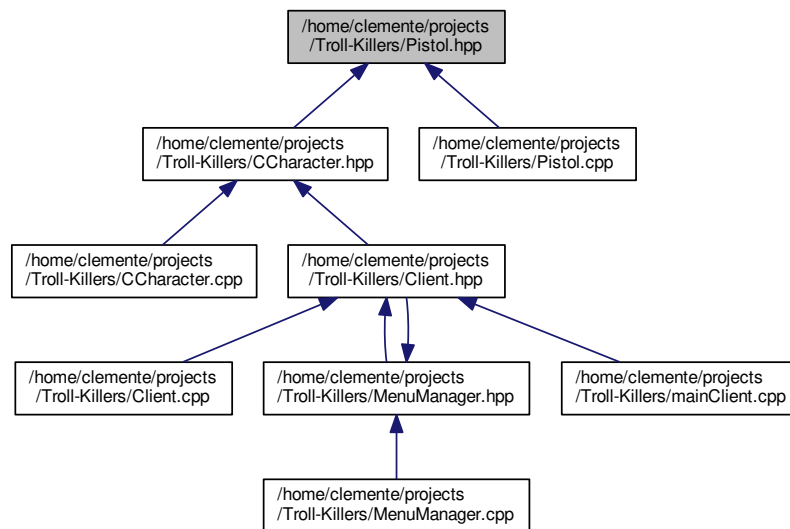 /home/clemente/projects
/Troll-Killers/Pistol.hpp
/home/clemente/projects
/Troll-Killers/CCharacter.hpp
/home/clemente/projects
/Troll-Killers/Pistol.cpp
/home/clemente/projects
/Troll-Killers/CCharacter.cpp
/home/clemente/projects
/Troll-Killers/Client.hpp
/home/clemente/projects
/Troll-Killers/Client.cpp
/home/clemente/projects
/Troll-Killers/MenuManager.hpp
/home/clemente/projects
/Troll-Killers/mainClient.cpp
/home/clemente/projects
/Troll-Killers/MenuManager.cpp